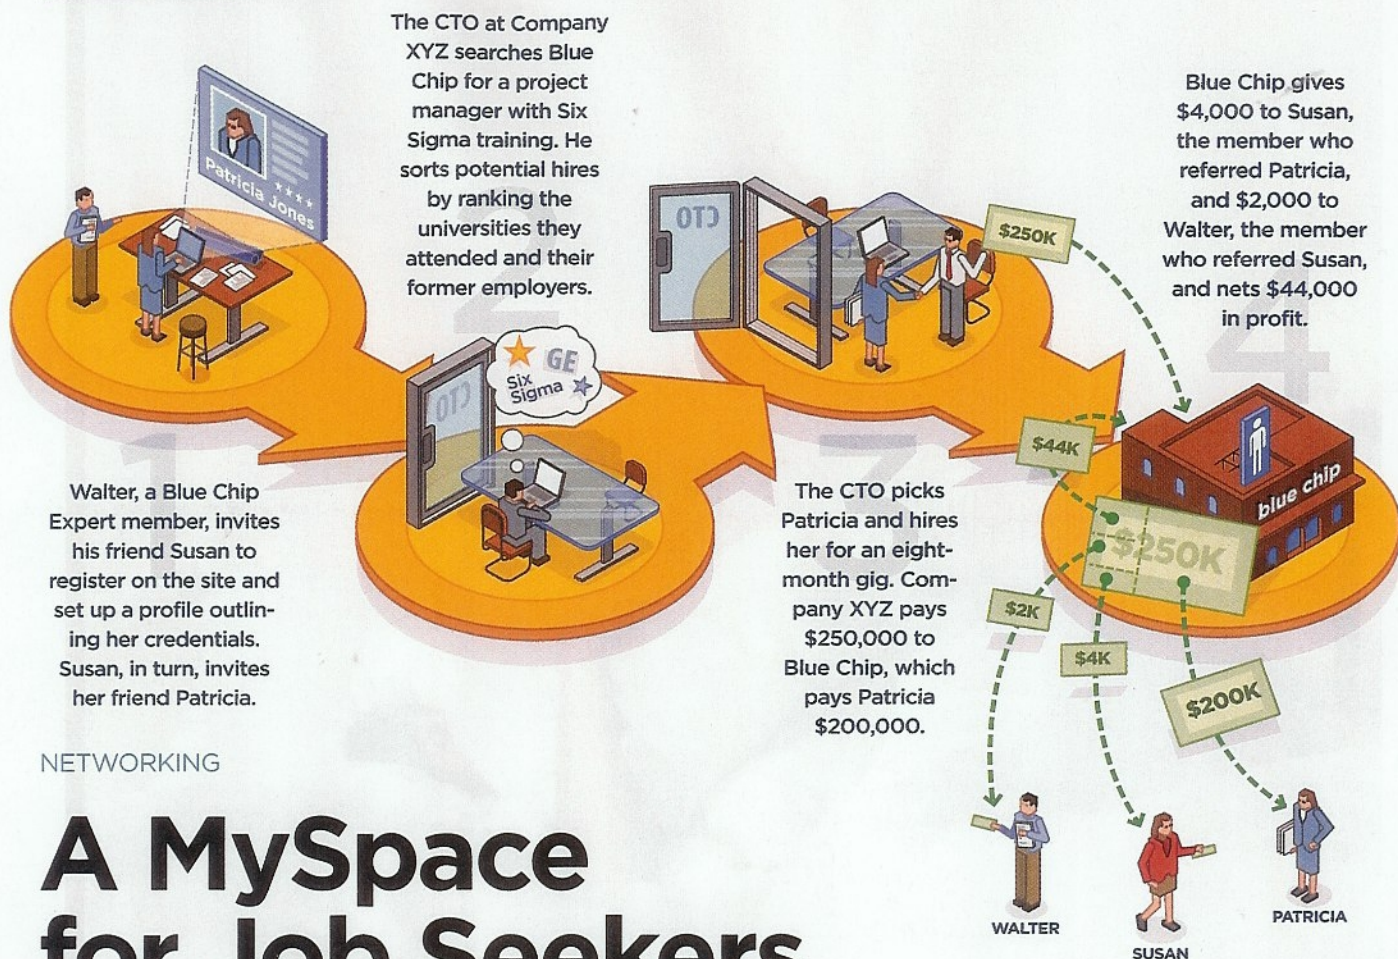 The CTO at Company
XYZ searches Blue
Chip for a project
manager with Six
Sigma training. He
sorts potential hires
by ranking the
universities they
attended and their
former employers.
Blue Chip gives
$4,000 to Susan,
the member who
referred Patricia,
and $2,000 to
Walter, the member
who referred Susan,
and nets $44,000
in profit.
Patricia Jones
CTO
$250K
2
4
GE
Six
Sigma
CTO
$44K
blue chip
$250K
1
3
Walter, a Blue Chip
Expert member, invites
his friend Susan to
register on the site and
set up a profile outlin-
ing her credentials.
Susan, in turn, invites
her friend Patricia.
The CTO picks
Patricia and hires
her for an eight-
month gig. Com-
pany XYZ pays
$250,000 to
Blue Chip, which
pays Patricia
$200,000.
$2K
$4K
$200K
WALTER
SUSAN
PATRICIA
NETWORKING
A MySpace
for Job Seekers